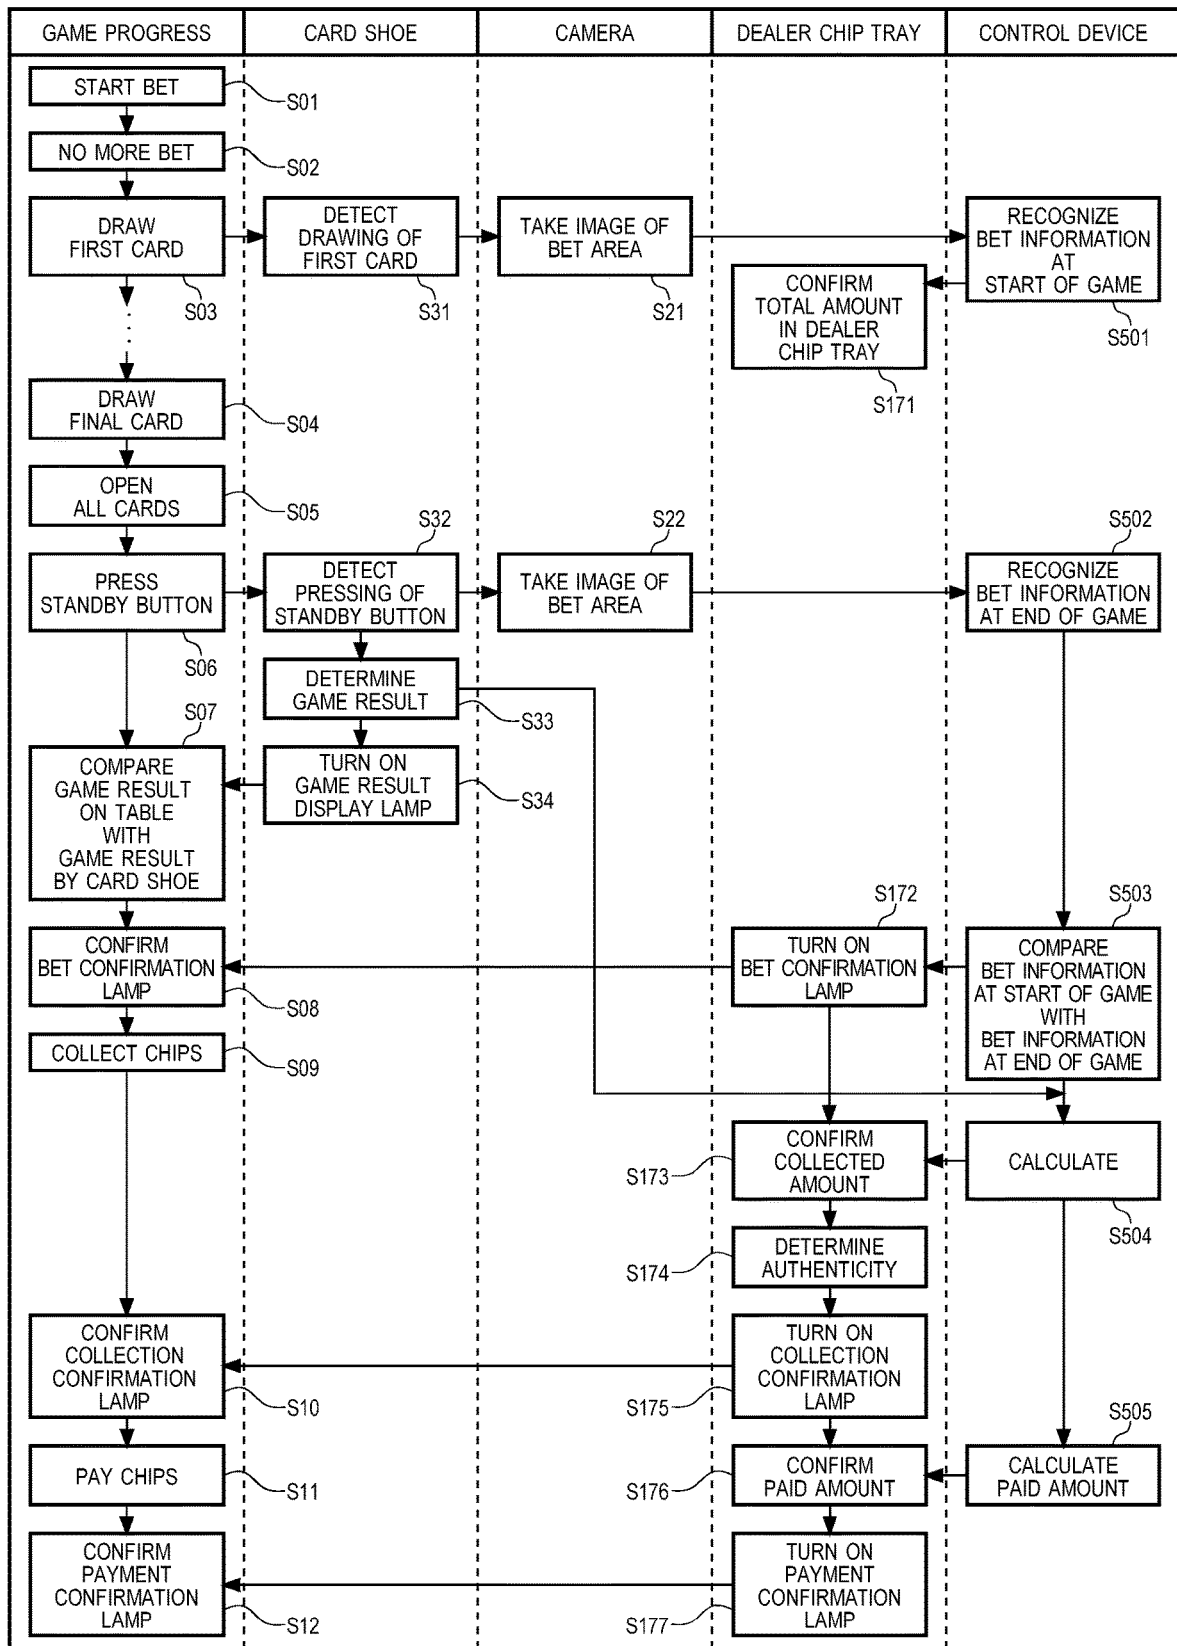 GAME PROGRESS
CARD SHOE
CAMERA
DEALER CHIP TRAY
CONTROL DEVICE
START BET
S01
NO MORE BET
S02
DRAW
FIRST CARD
S03
DETECT
DRAWING OF
FIRST CARD
S31
TAKE IMAGE OF
BET AREA
S21
RECOGNIZE
BET INFORMATION
AT
START OF GAME
S501
CONFIRM
TOTAL AMOUNT
IN DEALER
CHIP TRAY
S171
DRAW
FINAL CARD
S04
OPEN
ALL CARDS
S05
PRESS
STANDBY BUTTON
S06
S32
DETECT
PRESSING OF
STANDBY BUTTON
S22
TAKE IMAGE OF
BET AREA
S502
RECOGNIZE
BET INFORMATION
AT END OF GAME
DETERMINE
GAME RESULT
S33
TURN ON
GAME RESULT
DISPLAY LAMP
S34
S07
COMPARE
GAME RESULT
ON TABLE
WITH
GAME RESULT
BY CARD SHOE
S172
TURN ON
BET CONFIRMATION
LAMP
S503
COMPARE
BET INFORMATION
AT START OF GAME
WITH
BET INFORMATION
AT END OF GAME
CONFIRM
BET CONFIRMATION
LAMP
S08
COLLECT CHIPS
S09
CONFIRM
COLLECTED
AMOUNT
S173
CALCULATE
S504
DETERMINE
AUTHENTICITY
S174
CONFIRM
COLLECTION
CONFIRMATION
LAMP
S10
TURN ON
COLLECTION
CONFIRMATION
LAMP
S175
PAY CHIPS
S11
CONFIRM
PAID AMOUNT
S176
S505
CALCULATE
PAID AMOUNT
CONFIRM
PAYMENT
CONFIRMATION
LAMP
S12
TURN ON
PAYMENT
CONFIRMATION
LAMP
S177